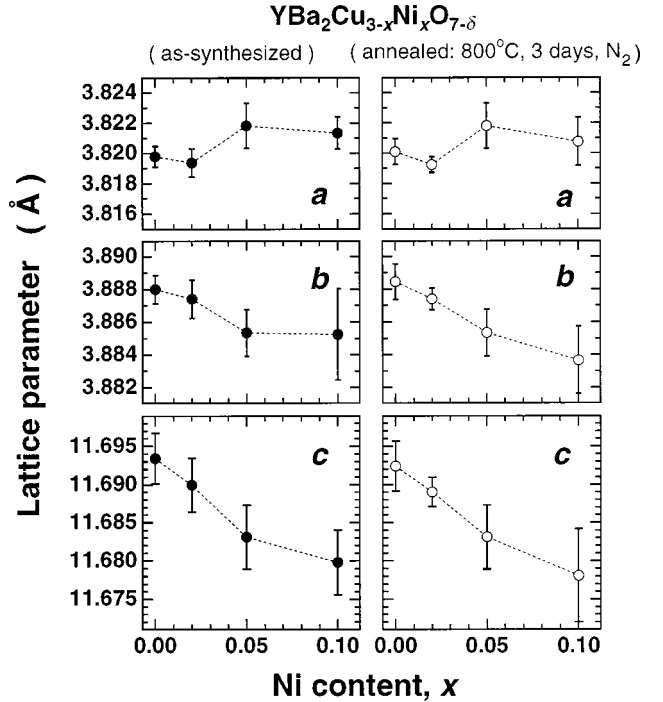 YBa2Cu3-xNixO7-δ
( as-synthesized )
( annealed: 800°C, 3 days, N2)
Lattice parameter ( Å )
3.824
3.822
3.820
3.818
3.816
a
a
3.890
3.888
3.886
3.884
3.882
b
b
11.695
11.690
11.685
11.680
11.675
c
c
0.00 0.05 0.10 0.00 0.05 0.10
Ni content, x